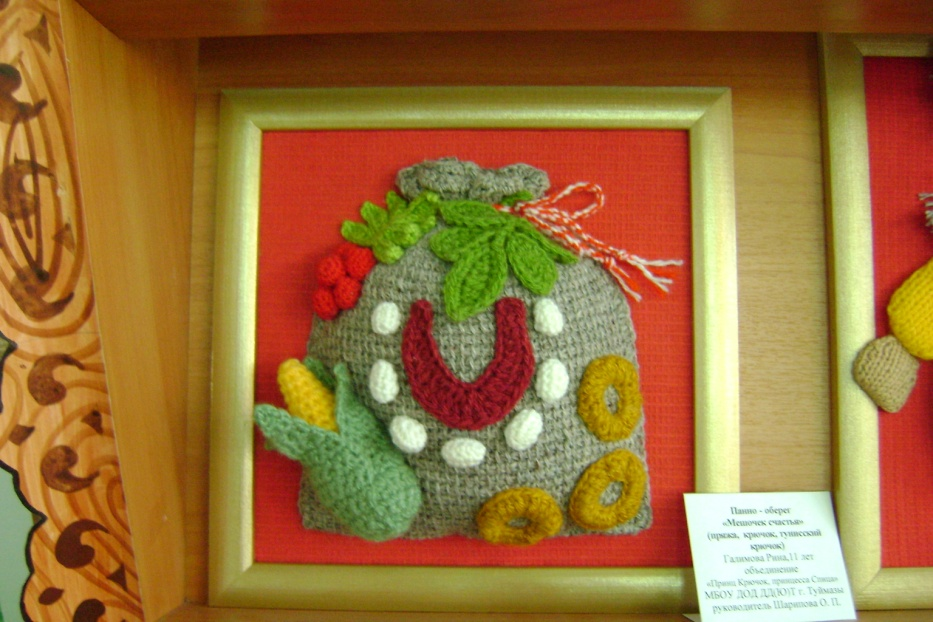 Панно - оберег
«Мешочек счастья»
(пряжа, крючок, тунисский
крючок)
Галимова Рина, 11 лет
объединение
«Принц Крючок, принцесса Спица»
МБОУ ДОД ДД(Ю)Т г. Туймазы
руководитель Шарипова О. П.